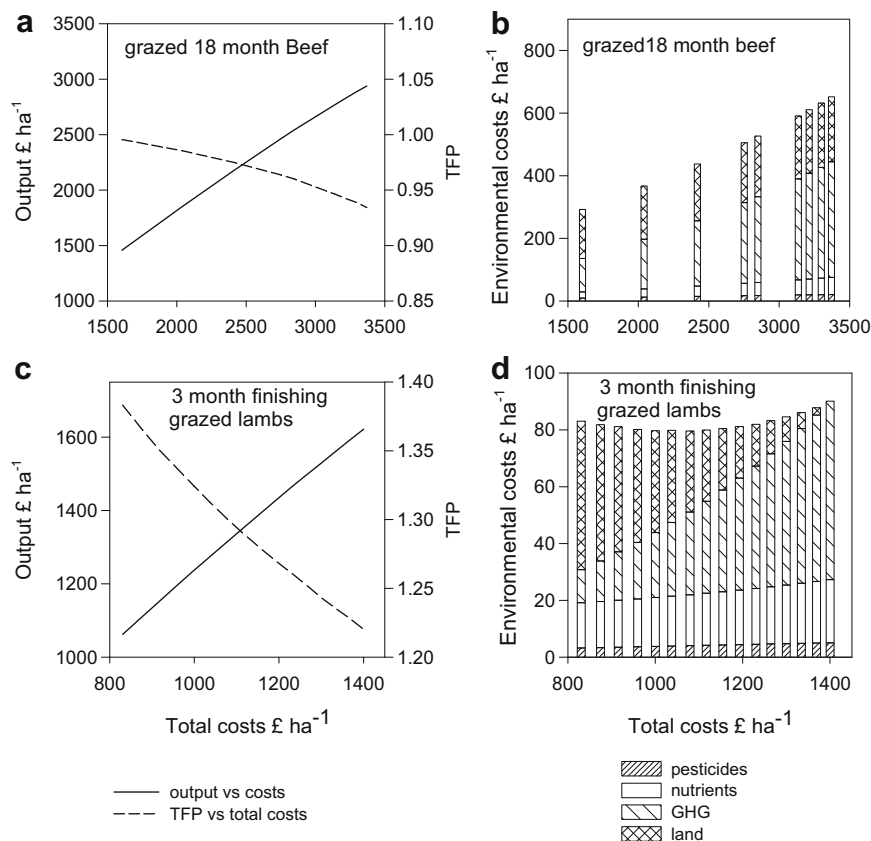 a
grazed 18 month Beef
Output £ ha⁻¹
3500
3000
2500
2000
1500
1000
1.10
1.05
1.00
0.95
0.90
0.85
TFP
1500 2000 2500 3000 3500
b
grazed18 month beef
Environmental costs £ ha⁻¹
800
600
400
200
0
1500 2000 2500 3000 3500
c
3 month finishing
grazed lambs
Output £ ha⁻¹
1600
1400
1200
1000
1.40
1.35
1.30
1.25
1.20
TFP
800 1000 1200 1400
Total costs £ ha⁻¹
d
3 month finishing
grazed lambs
Environmental costs £ ha⁻¹
100
80
60
40
20
0
800 1000 1200 1400
Total costs £ ha⁻¹
output vs costs
TFP vs total costs
pesticides
nutrients
GHG
land